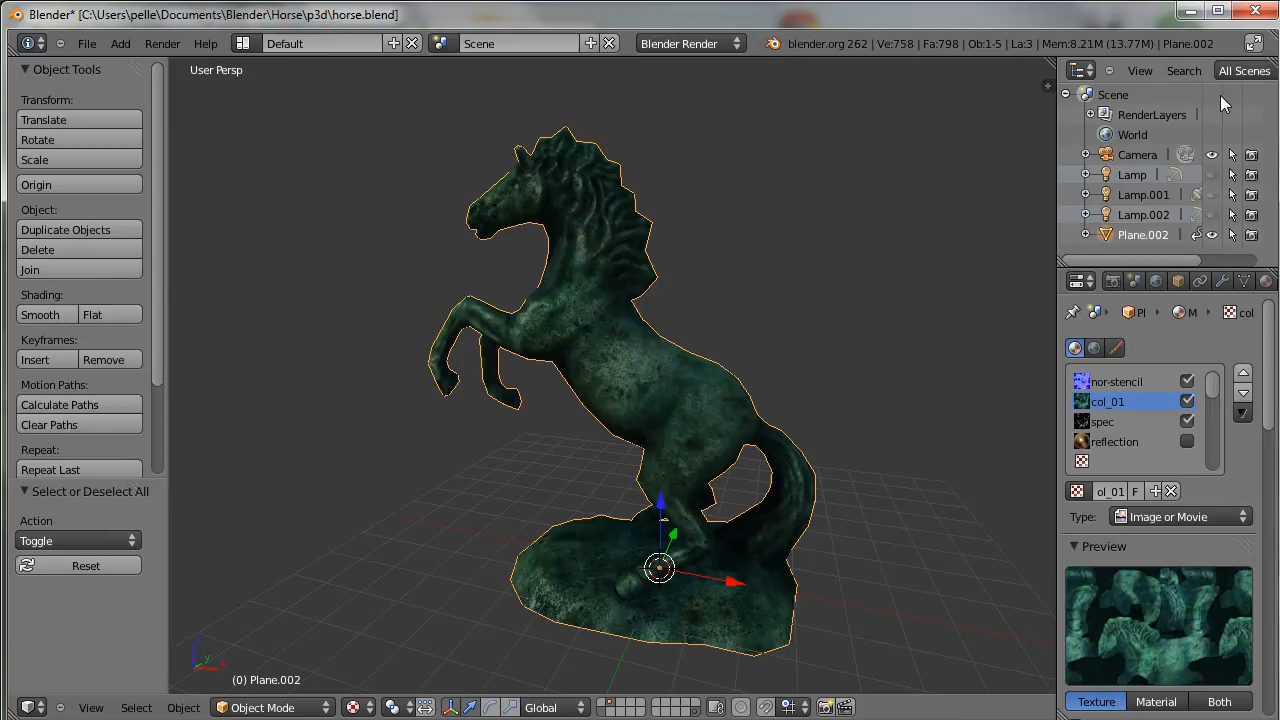 Blender* [C:\Users\pelle\Documents\Blender\Horse\p3d\horse.blend]
File Add Render Help Default Scene Blender Render blender.org 262 | Ve:758 | Fa:798 | Ob:1-5 | La:3 | Mem:8.21M (13.77M) | Plane.002
Object Tools
Transform:
Translate
Rotate
Scale
Origin
Object:
Duplicate Objects
Delete
Join
Shading:
Smooth Flat
Keyframes:
Insert Remove
Motion Paths:
Calculate Paths
Clear Paths
Repeat:
Repeat Last
Select or Deselect All
Action
Toggle
Reset
User Persp
(0) Plane.002
View Select Object Object Mode Global
View Search All Scenes
Scene
RenderLayers
World
Camera
Lamp
Lamp.001
Lamp.002
Plane.002
Pl M col
nor-stencil
col_01
spec
reflection
ol_01 F
Type: Image or Movie
Preview
Texture Material Both